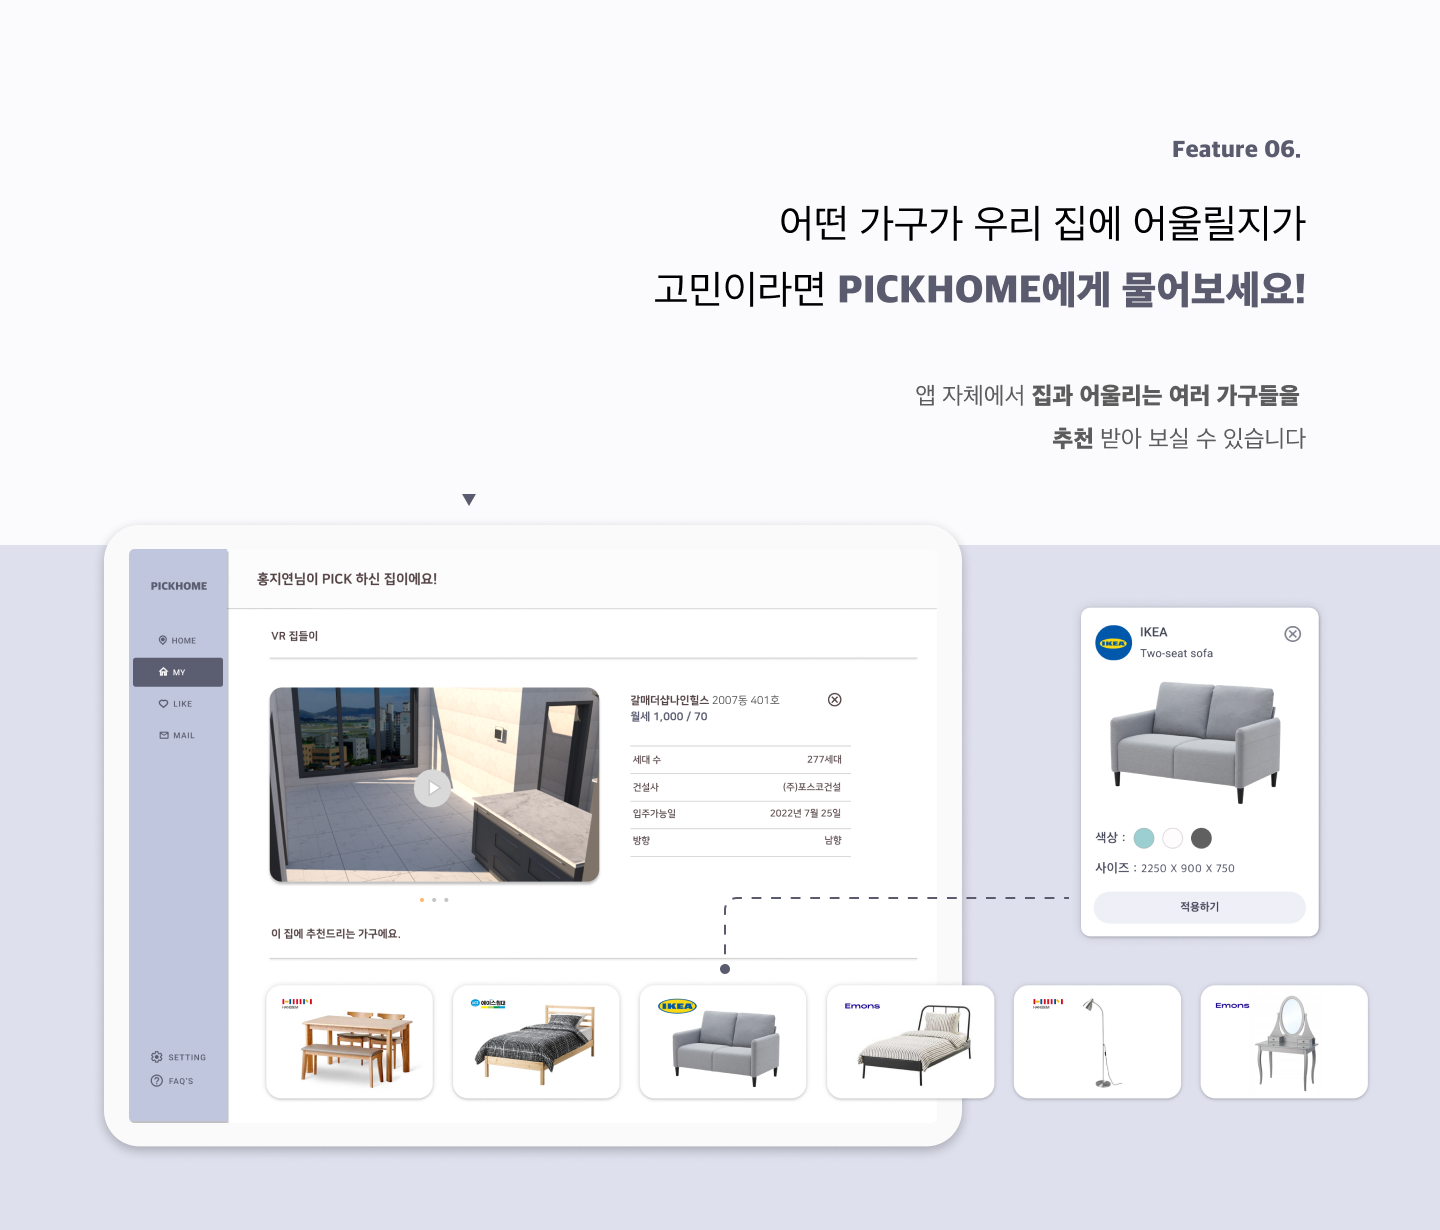 Feature 06.
어떤 가구가 우리 집에 어울릴지가
고민이라면 PICKHOME에게 물어보세요!
앱 자체에서 집과 어울리는 여러 가구들을
추천 받아 보실 수 있습니다
PICKHOME
HOME
MY
LIKE
MAIL
SETTING
FAQ'S
홍지연님이 PICK 하신 집이에요!
VR 집들이
갈매더샵나인힐스 2007동 401호
월세 1,000 / 70
세대 수 277세대
건설사 (주)포스코건설
입주가능일 2022년 7월 25일
방향 남향
이 집에 추천드리는 가구에요.
HANSSEM
에이스침대
IKEA
Emons
HANSSEM
Emons
IKEA
IKEA
Two-seat sofa
색상 :
사이즈 : 2250 X 900 X 750
적용하기